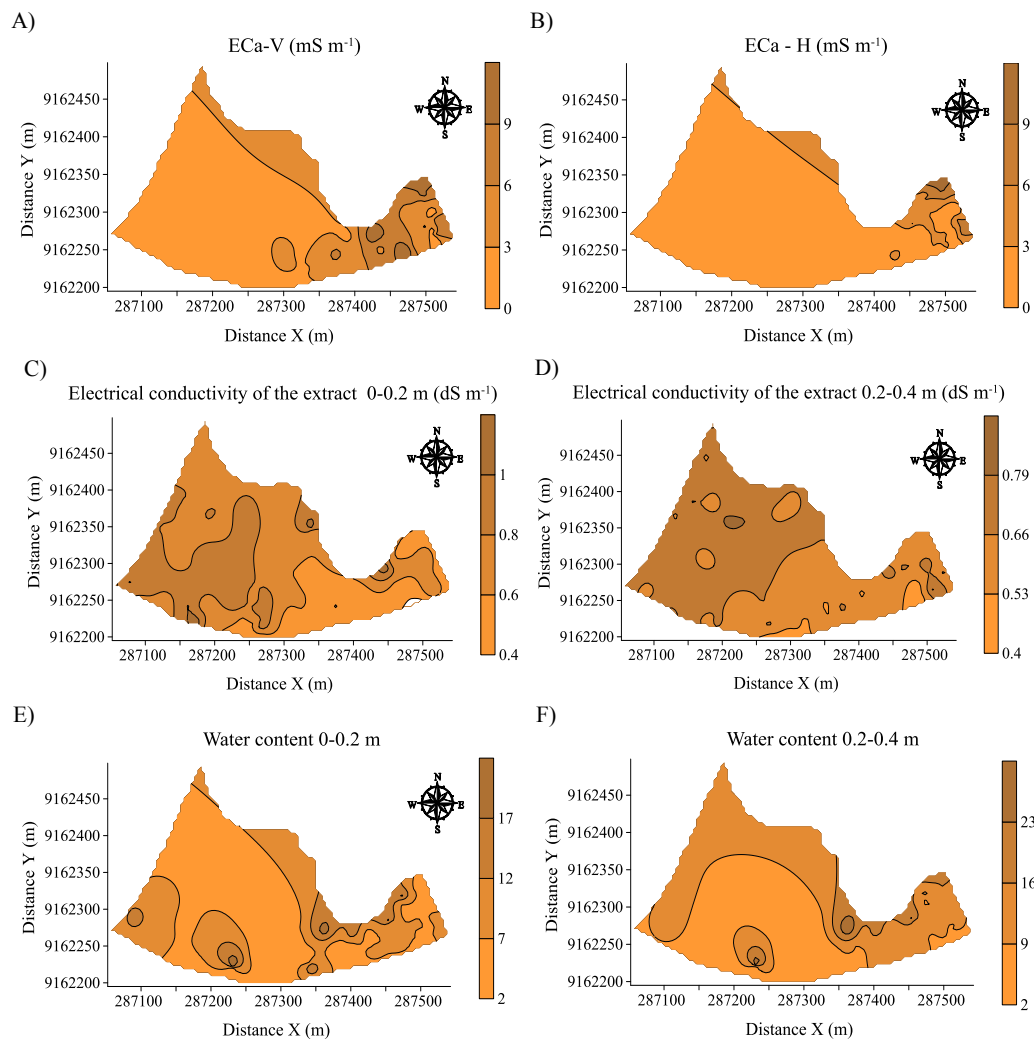 A)
ECa-V (mS m⁻¹)
9162450
9162400
9162350
9162300
9162250
9162200
Distance Y (m)
287100 287200 287300 287400 287500
Distance X (m)
9
6
3
0
N
W E
S
B)
ECa - H (mS m⁻¹)
9162450
9162400
9162350
9162300
9162250
9162200
Distance Y (m)
287100 287200 287300 287400 287500
Distance X (m)
9
6
3
0
N
W E
S
C)
Electrical conductivity of the extract 0-0.2 m (dS m⁻¹)
9162450
9162400
9162350
9162300
9162250
9162200
Distance Y (m)
287100 287200 287300 287400 287500
Distance X (m)
1
0.8
0.6
0.4
N
W E
S
D)
Electrical conductivity of the extract 0.2-0.4 m (dS m⁻¹)
9162450
9162400
9162350
9162300
9162250
9162200
Distance Y (m)
287100 287200 287300 287400 287500
Distance X (m)
0.79
0.66
0.53
0.4
N
W E
S
E)
Water content 0-0.2 m
9162450
9162400
9162350
9162300
9162250
9162200
Distance Y (m)
287100 287200 287300 287400 287500
Distance X (m)
17
12
7
2
N
W E
S
F)
Water content 0.2-0.4 m
9162450
9162400
9162350
9162300
9162250
9162200
Distance Y (m)
287100 287200 287300 287400 287500
Distance X (m)
23
16
9
2